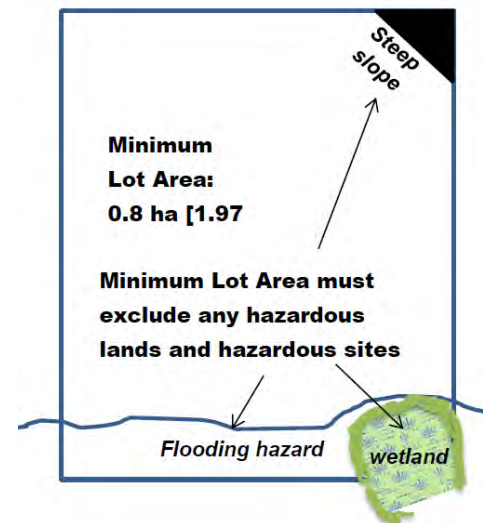 Steep
slope
Minimum
Lot Area:
0.8 ha [1.97
Minimum Lot Area must
exclude any hazardous
lands and hazardous sites
Flooding hazard
wetland